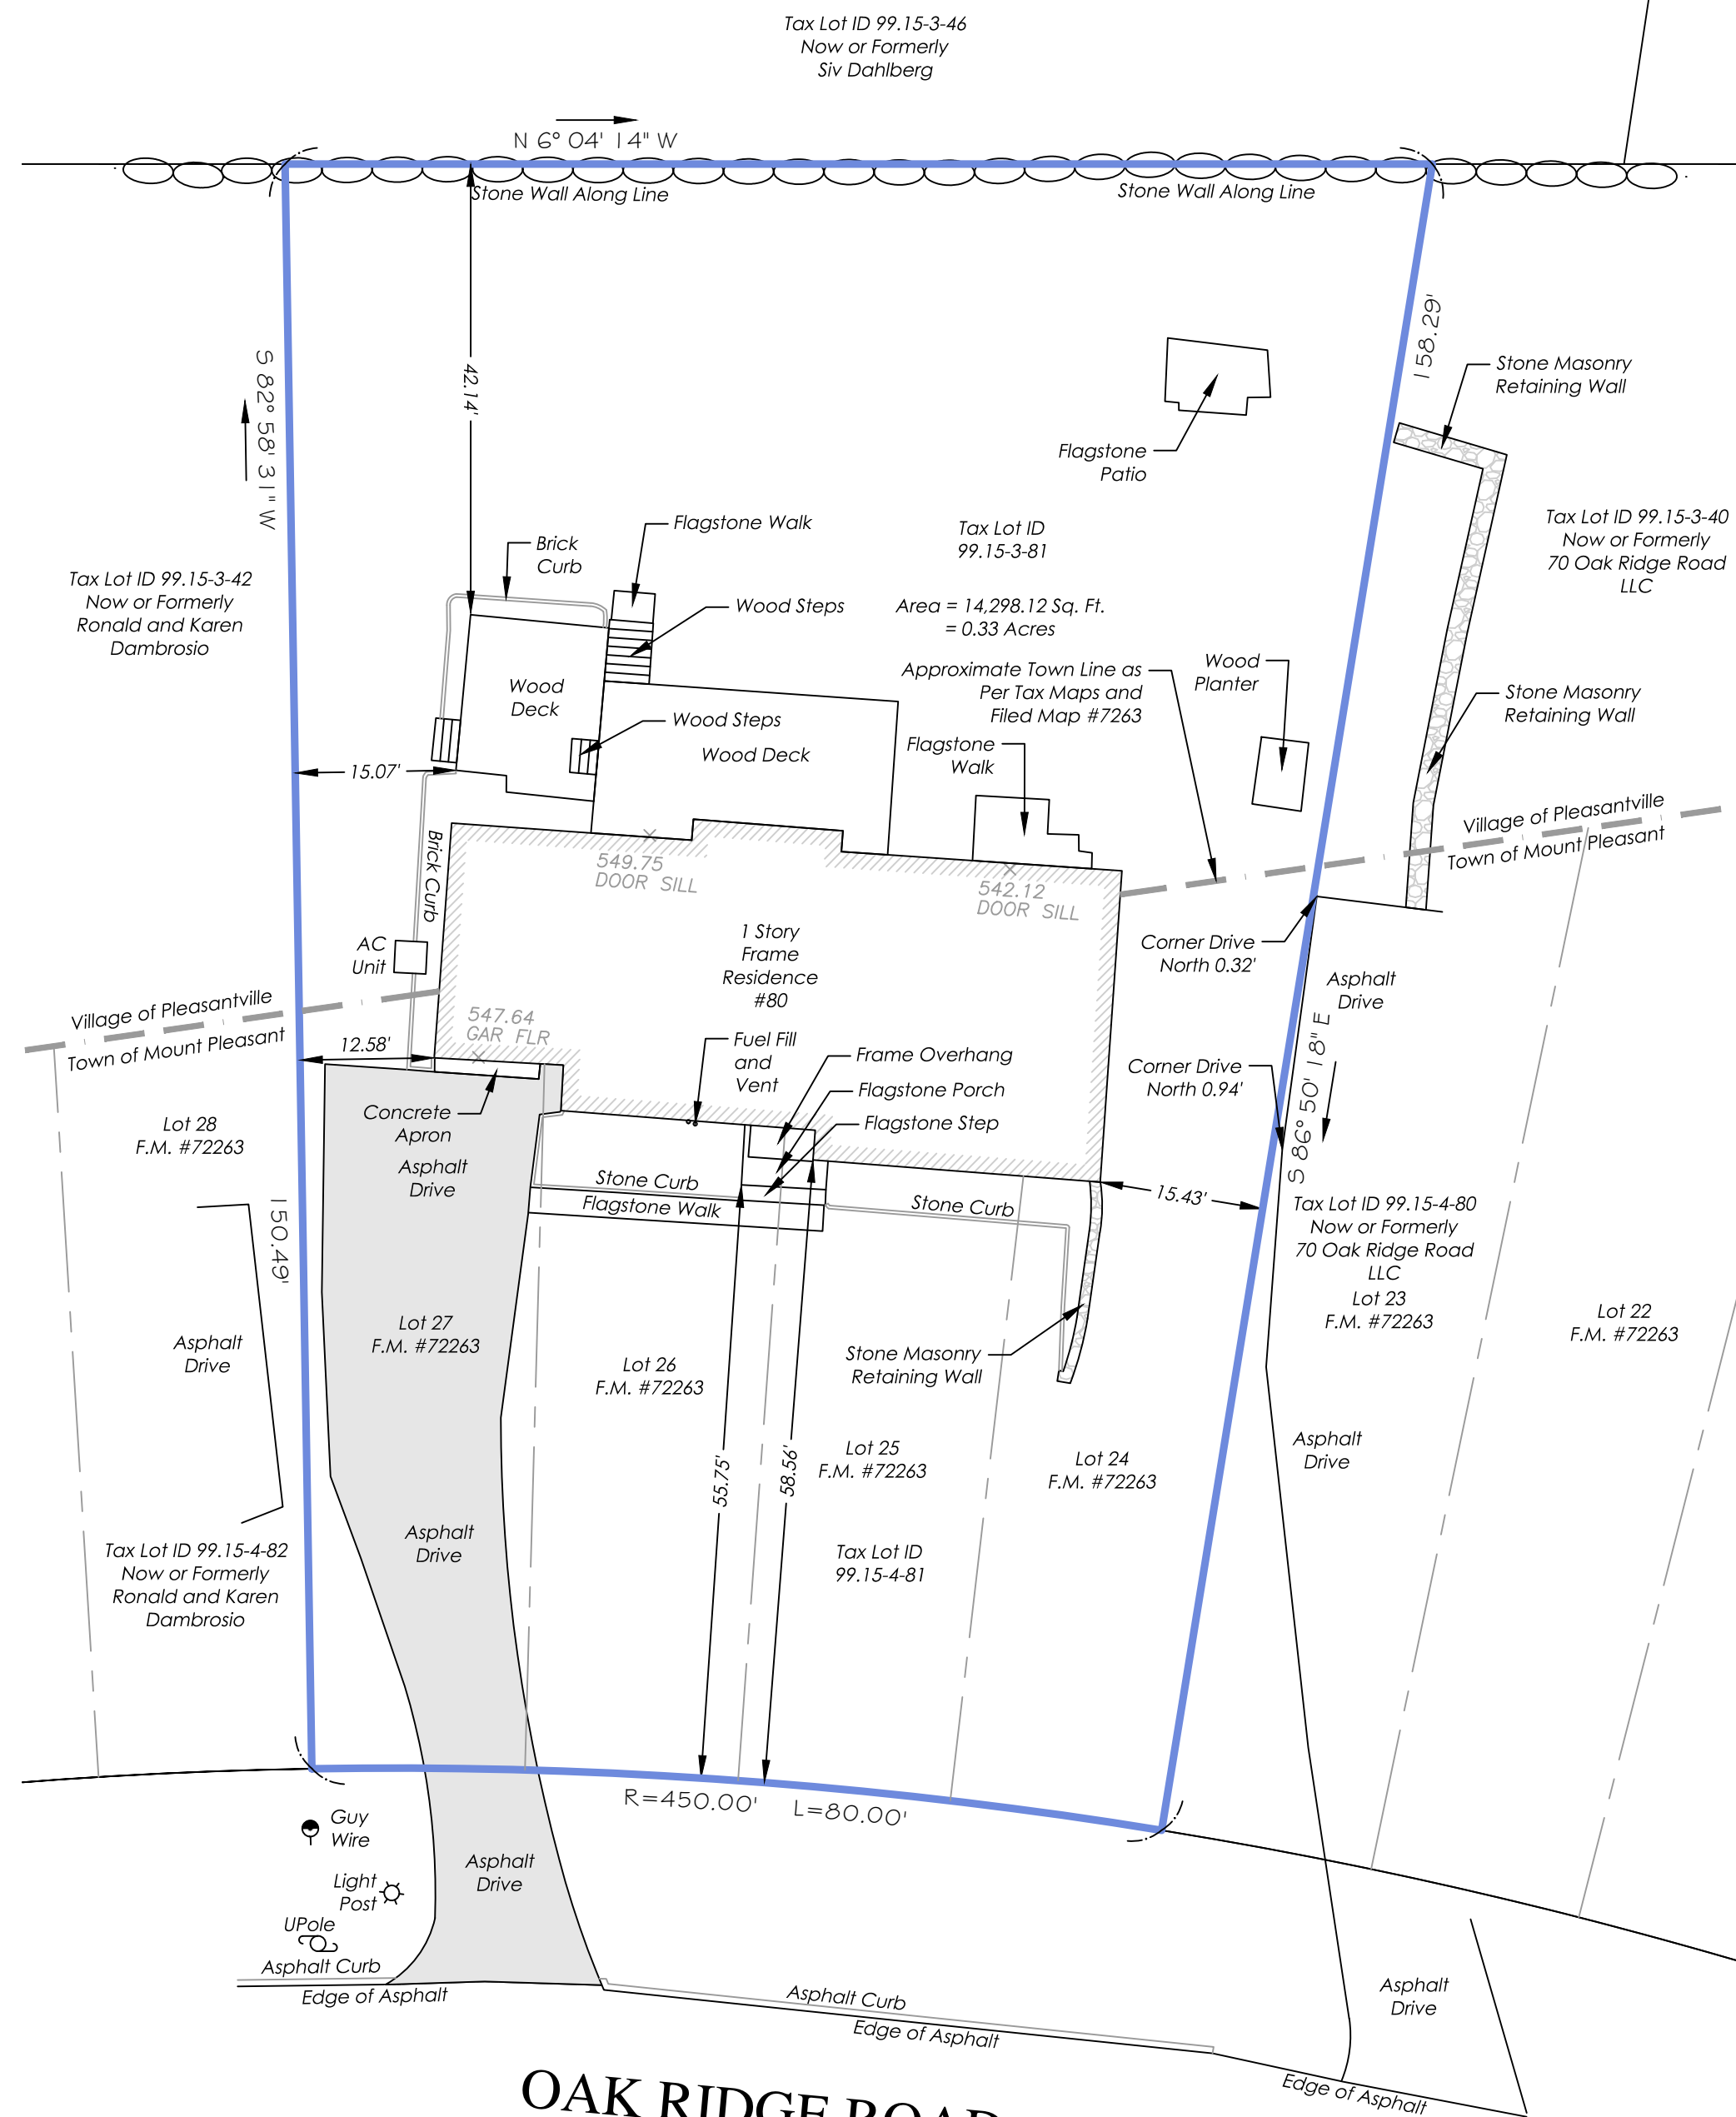 Tax Lot ID 99.15-3-46
Now or Formerly
Siv Dahlberg
N 6° 04' 14" W
Stone Wall Along Line
Stone Wall Along Line
S 82° 58' 31" W
42.14'
158.29'
Stone Masonry
Retaining Wall
Flagstone
Patio
Tax Lot ID 99.15-3-40
Now or Formerly
70 Oak Ridge Road
LLC
Flagstone Walk
Brick
Curb
Tax Lot ID
99.15-3-81
Tax Lot ID 99.15-3-42
Now or Formerly
Ronald and Karen
Dambrosio
Wood Steps
Area = 14,298.12 Sq. Ft.
= 0.33 Acres
Approximate Town Line as
Per Tax Maps and
Filed Map #7263
Wood
Planter
Wood
Deck
Wood Steps
Wood Deck
Stone Masonry
Retaining Wall
Flagstone
Walk
15.07'
Village of Pleasantville
Town of Mount Pleasant
Brick Curb
549.75
DOOR SILL
542.12
DOOR SILL
AC
Unit
1 Story
Frame
Residence
#80
Corner Drive
North 0.32'
Asphalt
Drive
Village of Pleasantville
Town of Mount Pleasant
547.64
GAR FLR
12.58'
Fuel Fill
and
Vent
Frame Overhang
Flagstone Porch
Flagstone Step
Corner Drive
North 0.94'
S 86° 50' 18" E
Lot 28
F.M. #72263
Concrete
Apron
Asphalt
Drive
Stone Curb
Flagstone Walk
Stone Curb
15.43'
Tax Lot ID 99.15-4-80
Now or Formerly
70 Oak Ridge Road
LLC
Lot 23
F.M. #72263
150.49'
Lot 22
F.M. #72263
Asphalt
Drive
Lot 27
F.M. #72263
Lot 26
F.M. #72263
Stone Masonry
Retaining Wall
55.75'
58.56'
Lot 25
F.M. #72263
Lot 24
F.M. #72263
Asphalt
Drive
Asphalt
Drive
Tax Lot ID 99.15-4-82
Now or Formerly
Ronald and Karen
Dambrosio
Tax Lot ID
99.15-4-81
R=450.00' L=80.00'
Guy
Wire
Light
Post
UPole
Asphalt
Drive
Asphalt Curb
Edge of Asphalt
Asphalt Curb
Edge of Asphalt
Asphalt
Drive
Edge of Asphalt
OAK RIDGE ROAD